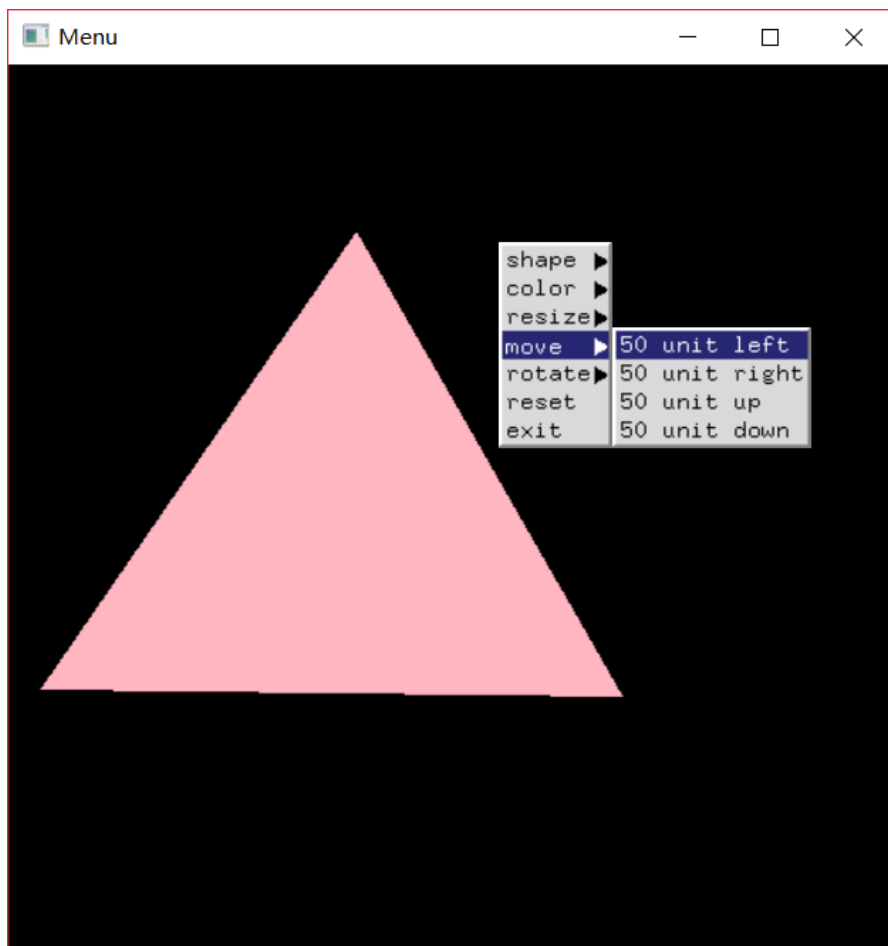 Menu
shape
color
resize
move
rotate
reset
exit
50 unit left
50 unit right
50 unit up
50 unit down